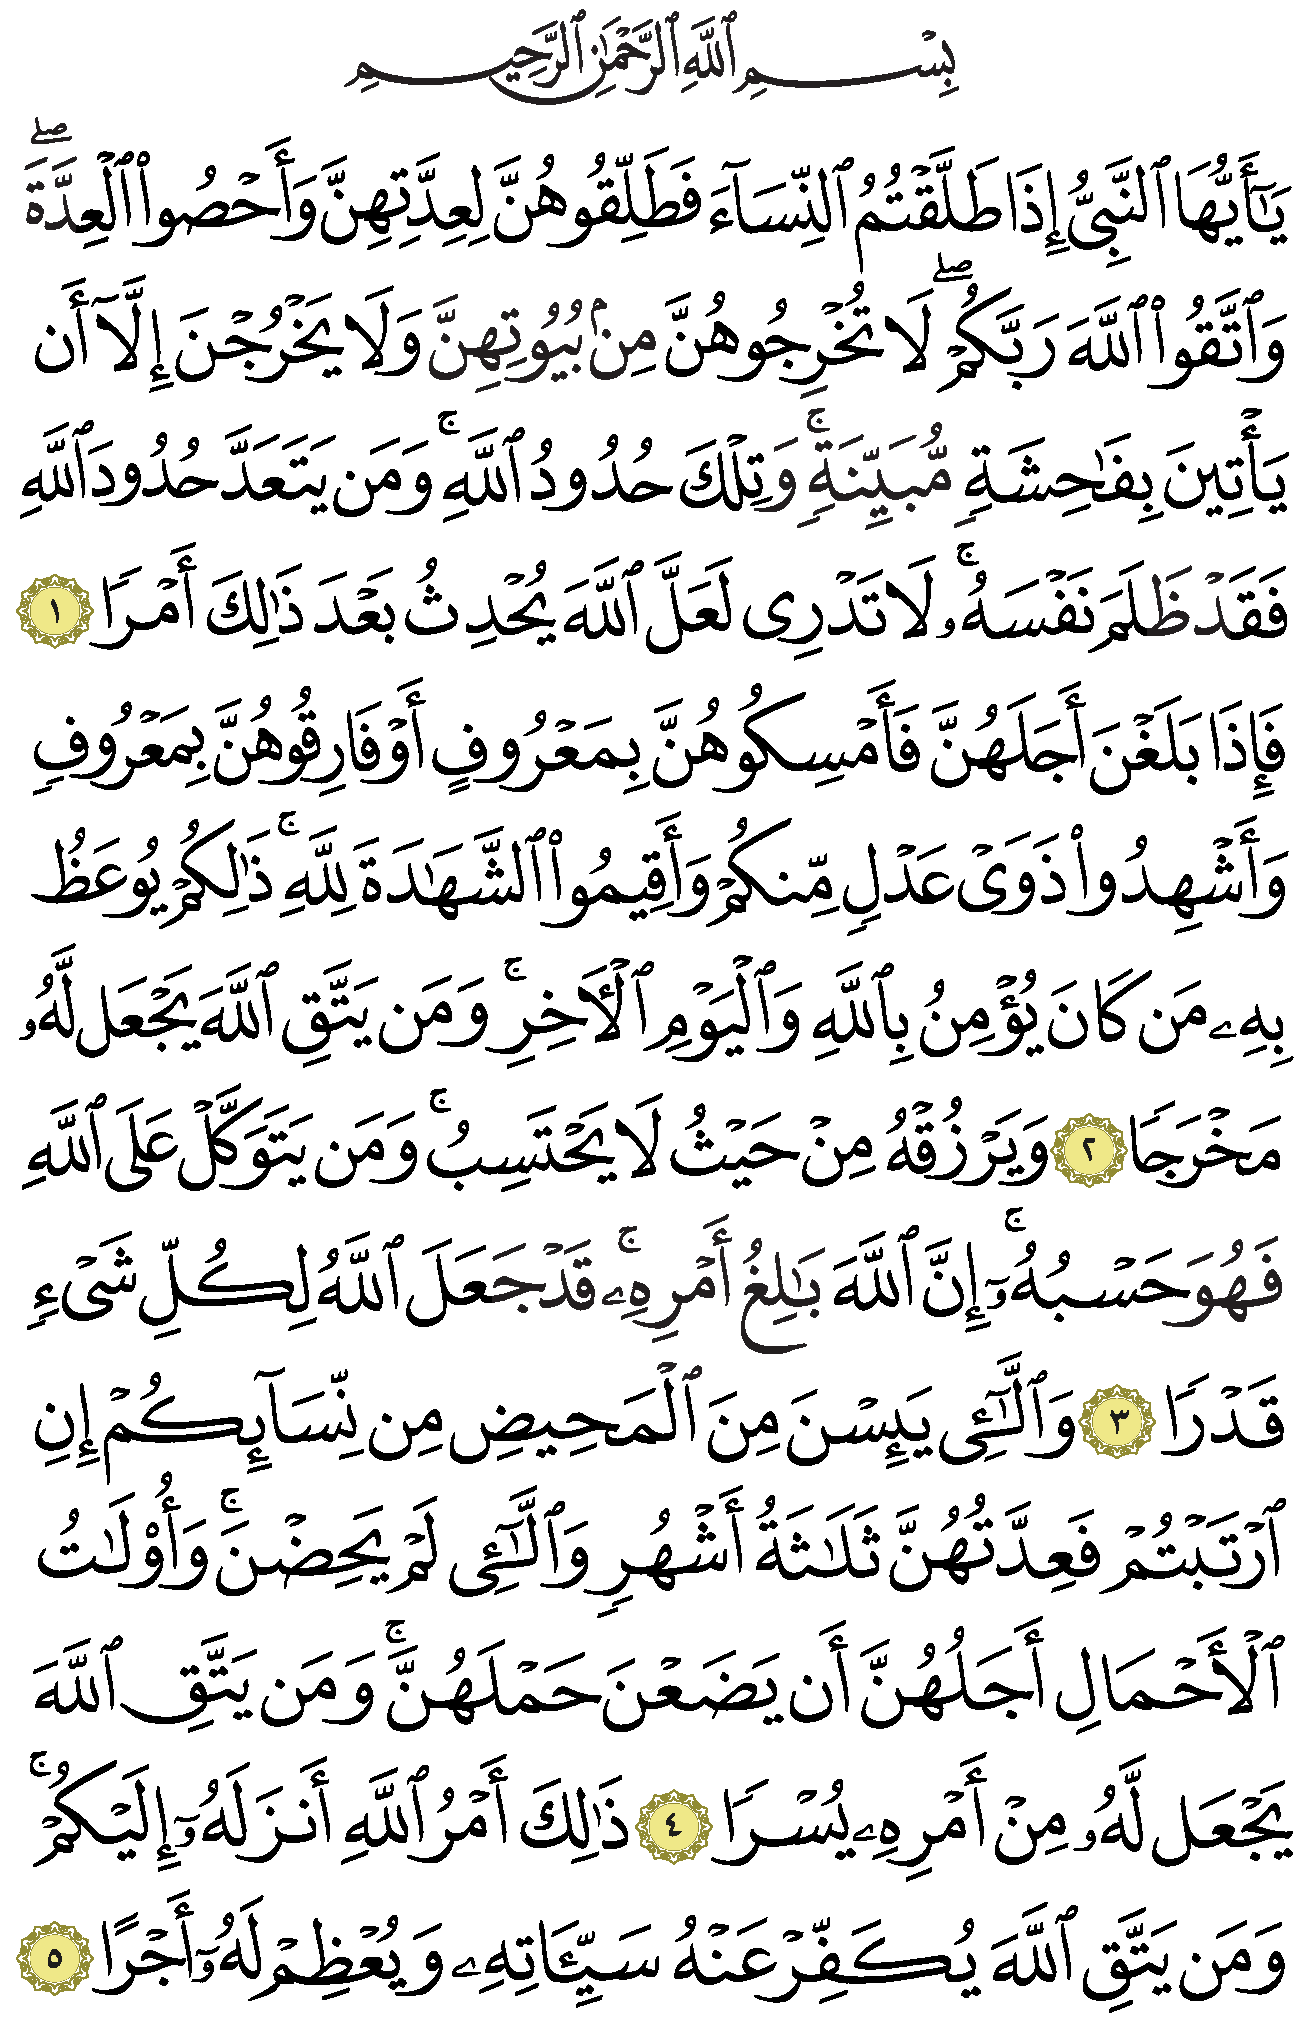 بِسْمِ ٱللَّهِ ٱلرَّحْمَٰنِ ٱلرَّحِيمِ
يَٰٓأَيُّهَا ٱلنَّبِىُّ إِذَا طَلَّقْتُمُ ٱلنِّسَآءَ فَطَلِّقُوهُنَّ لِعِدَّتِهِنَّ وَأَحْصُوا۟ ٱلْعِدَّةَ ۖ
وَٱتَّقُوا۟ ٱللَّهَ رَبَّكُمْ ۖ لَا تُخْرِجُوهُنَّ مِنۢ بُيُوتِهِنَّ وَلَا يَخْرُجْنَ إِلَّآ أَن
يَأْتِينَ بِفَٰحِشَةٍ مُّبَيِّنَةٍ ۚ وَتِلْكَ حُدُودُ ٱللَّهِ ۚ وَمَن يَتَعَدَّ حُدُودَ ٱللَّهِ
فَقَدْ ظَلَمَ نَفْسَهُۥ ۚ لَا تَدْرِى لَعَلَّ ٱللَّهَ يُحْدِثُ بَعْدَ ذَٰلِكَ أَمْرًا ١
فَإِذَا بَلَغْنَ أَجَلَهُنَّ فَأَمْسِكُوهُنَّ بِمَعْرُوفٍ أَوْ فَارِقُوهُنَّ بِمَعْرُوفٍ
وَأَشْهِدُوا۟ ذَوَىْ عَدْلٍ مِّنكُمْ وَأَقِيمُوا۟ ٱلشَّهَٰدَةَ لِلَّهِ ۚ ذَٰلِكُمْ يُوعَظُ
بِهِۦ مَن كَانَ يُؤْمِنُ بِٱللَّهِ وَٱلْيَوْمِ ٱلْءَاخِرِ ۚ وَمَن يَتَّقِ ٱللَّهَ يَجْعَل لَّهُۥ
مَخْرَجًا ٢ وَيَرْزُقْهُ مِنْ حَيْثُ لَا يَحْتَسِبُ ۚ وَمَن يَتَوَكَّلْ عَلَى ٱللَّهِ
فَهُوَ حَسْبُهُۥٓ ۚ إِنَّ ٱللَّهَ بَٰلِغُ أَمْرِهِۦ ۚ قَدْ جَعَلَ ٱللَّهُ لِكُلِّ شَىْءٍ
قَدْرًا ٣ وَٱلَّٰٓـِٔى يَئِسْنَ مِنَ ٱلْمَحِيضِ مِن نِّسَآئِكُمْ إِنِ
ٱرْتَبْتُمْ فَعِدَّتُهُنَّ ثَلَٰثَةُ أَشْهُرٍ وَٱلَّٰٓـِٔى لَمْ يَحِضْنَ ۚ وَأُو۟لَٰتُ
ٱلْأَحْمَالِ أَجَلُهُنَّ أَن يَضَعْنَ حَمْلَهُنَّ ۚ وَمَن يَتَّقِ ٱللَّهَ
يَجْعَل لَّهُۥ مِنْ أَمْرِهِۦ يُسْرًا ٤ ذَٰلِكَ أَمْرُ ٱللَّهِ أَنزَلَهُۥٓ إِلَيْكُمْ ۚ
وَمَن يَتَّقِ ٱللَّهَ يُكَفِّرْ عَنْهُ سَيِّـَٔاتِهِۦ وَيُعْظِمْ لَهُۥٓ أَجْرًا ٥